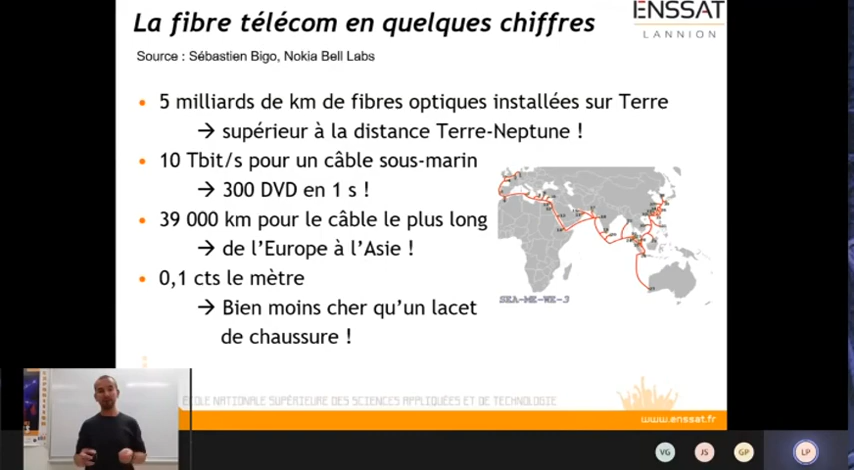 La fibre télécom en quelques chiffres
ENSSAT
LANNION
Source : Sébastien Bigo, Nokia Bell Labs
• 5 milliards de km de fibres optiques installées sur Terre
→ supérieur à la distance Terre-Neptune !
• 10 Tbit/s pour un câble sous-marin
→ 300 DVD en 1 s !
• 39 000 km pour le câble le plus long
→ de l'Europe à l'Asie !
• 0,1 cts le mètre
→ Bien moins cher qu'un lacet
de chaussure !
SEA-ME-WE-3
ÉCOLE NATIONALE SUPÉRIEURE DES SCIENCES APPLIQUÉES ET DE TECHNOLOGIE
www.enssat.fr
VG
JS
GP
LP